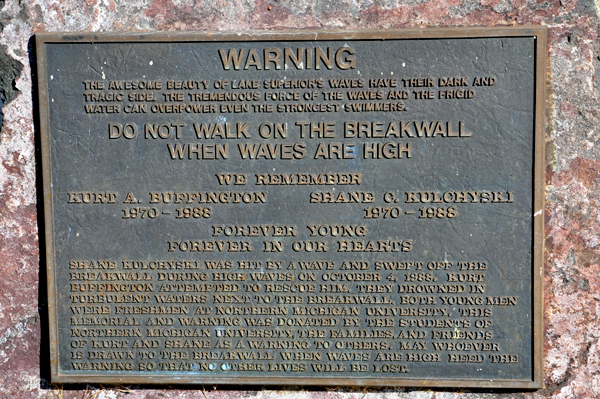 WARNING
THE AWESOME BEAUTY OF LAKE SUPERIOR'S WAVES HAVE THEIR DARK AND
TRAGIC SIDE. THE TREMENDOUS FORCE OF THE WAVES AND THE FRIGID
WATER CAN OVERPOWER EVEN THE STRONGEST SWIMMERS.
DO NOT WALK ON THE BREAKWALL
WHEN WAVES ARE HIGH
WE REMEMBER
KURT A. BUFFINGTON SHANE C. KULCHYSKI
1970 - 1988 1970 - 1988
FOREVER YOUNG
FOREVER IN OUR HEARTS
SHANE KULCHYSKI WAS HIT BY A WAVE AND SWEPT OFF THE
BREAKWALL DURING HIGH WAVES ON OCTOBER 4, 1988. KURT
BUFFINGTON ATTEMPTED TO RESCUE HIM. THEY DROWNED IN
TURBULENT WATERS NEXT TO THE BREAKWALL. BOTH YOUNG MEN
WERE FRESHMEN AT NORTHERN MICHIGAN UNIVERSITY. THIS
MEMORIAL AND WARNING WAS DONATED BY THE STUDENTS OF
NORTHERN MICHIGAN UNIVERSITY, THE FAMILIES, AND FRIENDS
OF KURT AND SHANE AS A WARNING TO OTHERS. MAY WHOEVER
IS DRAWN TO THE BREAKWALL WHEN WAVES ARE HIGH HEED THE
WARNING SO THAT NO OTHER LIVES WILL BE LOST.